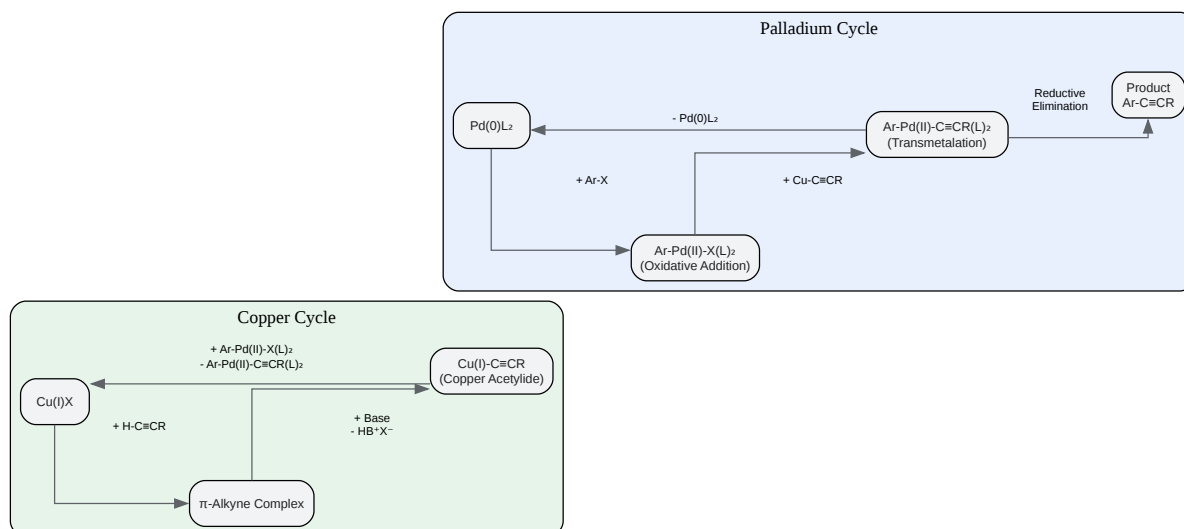 Palladium Cycle
Pd(0)L₂
- Pd(0)L₂
Ar-Pd(II)-C≡CR(L)₂
(Transmetalation)
Reductive
Elimination
Product
Ar-C≡CR
+ Ar-X
+ Cu-C≡CR
Ar-Pd(II)-X(L)₂
(Oxidative Addition)
Copper Cycle
+ Ar-Pd(II)-X(L)₂
- Ar-Pd(II)-C≡CR(L)₂
Cu(I)-C≡CR
(Copper Acetylide)
Cu(I)X
+ H-C≡CR
+ Base
- HB⁺X⁻
π-Alkyne Complex